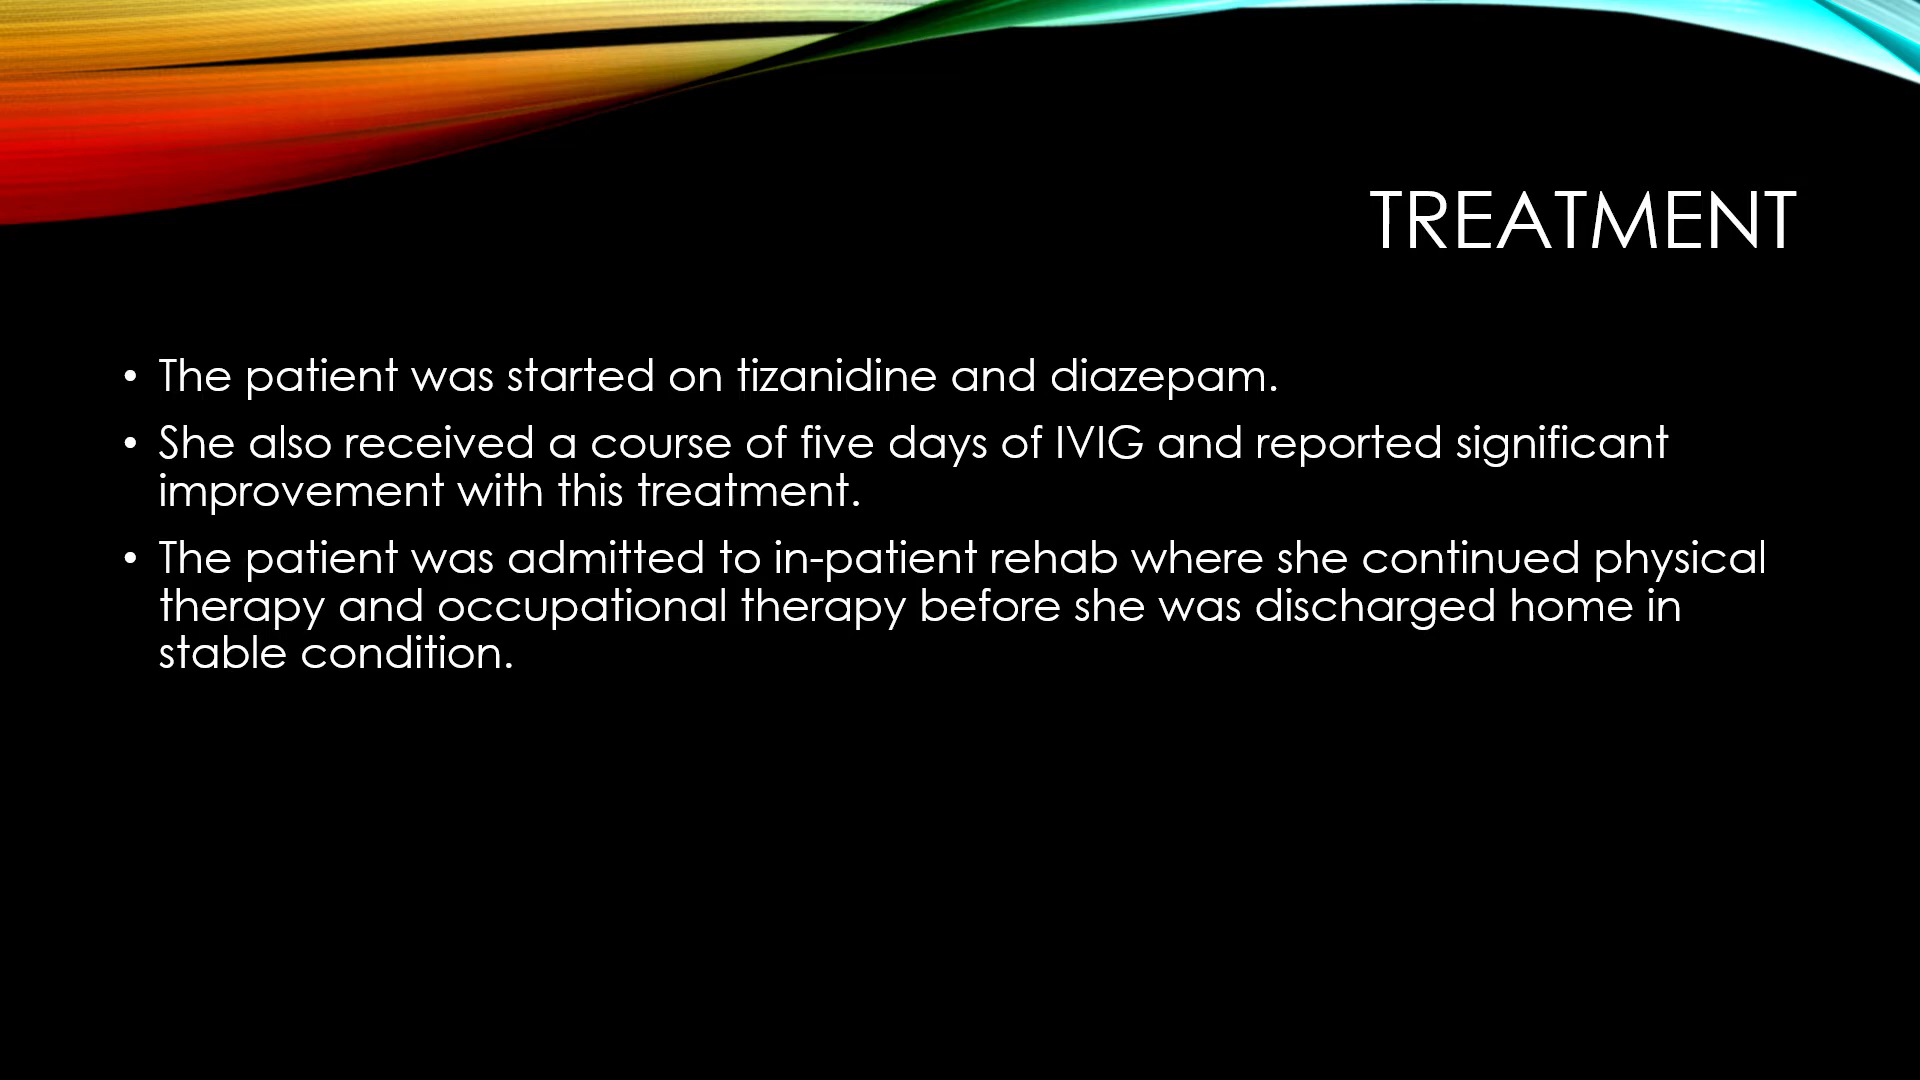 TREATMENT
• The patient was started on tizanidine and diazepam.
• She also received a course of five days of IVIG and reported significant
improvement with this treatment.
• The patient was admitted to in-patient rehab where she continued physical
therapy and occupational therapy before she was discharged home in
stable condition.